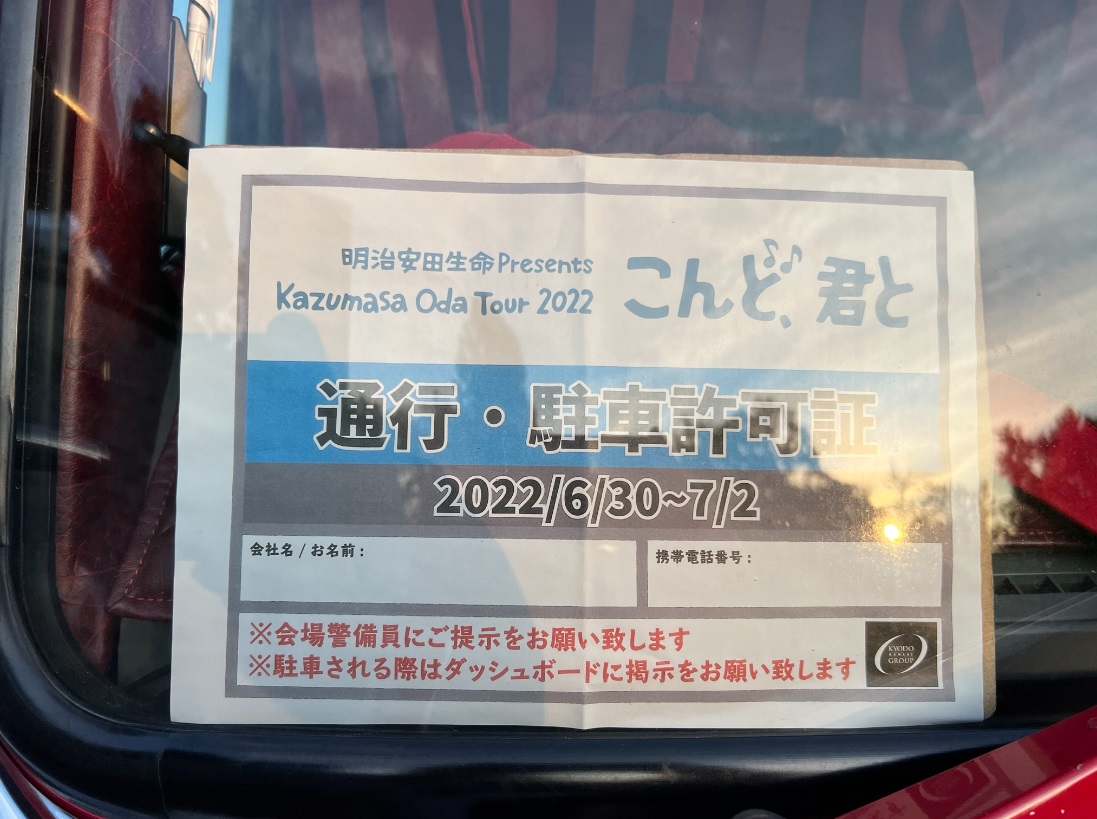 明治安田生命Presents
Kazumasa Oda Tour 2022
こんど、君と
通行・駐車許可証
2022/6/30~7/2
会社名 / お名前：
携帯電話番号：
※会場警備員にご提示をお願い致します
※駐車される際はダッシュボードに掲示をお願い致します
KYODO
GROUP